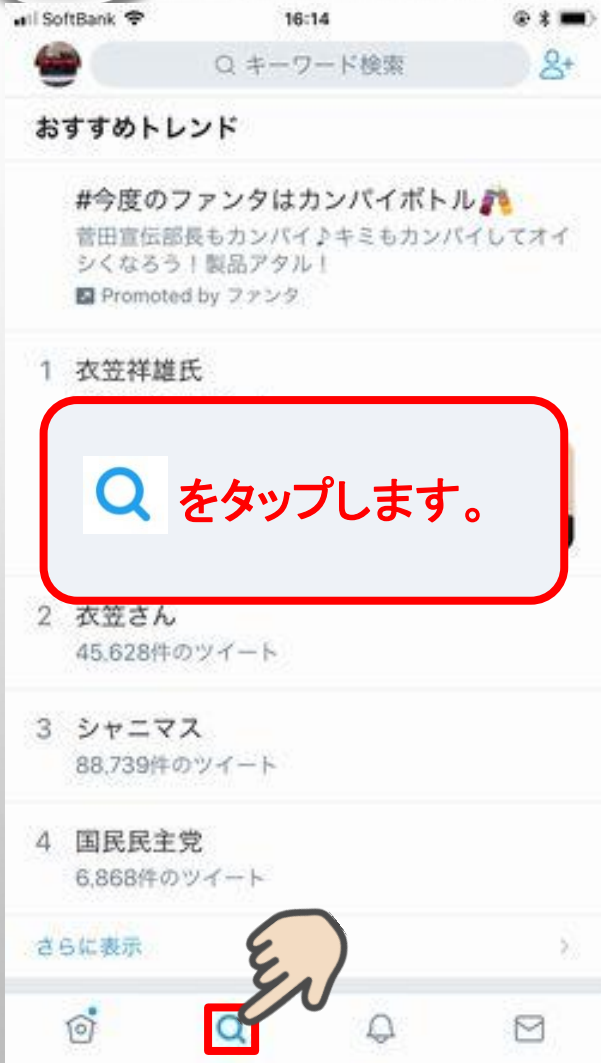 SoftBank
16:14
キーワード検索
おすすめトレンド
#今度のファンタはカンパイボトル
菅田宣伝部長もカンパイ♪キミもカンパイしてオイ
シくなろう！製品アタル！
Promoted by ファンタ
1 衣笠祥雄氏
をタップします。
2 衣笠さん
45,628件のツイート
3 シャニマス
88,739件のツイート
4 国民民主党
6,868件のツイート
さらに表示